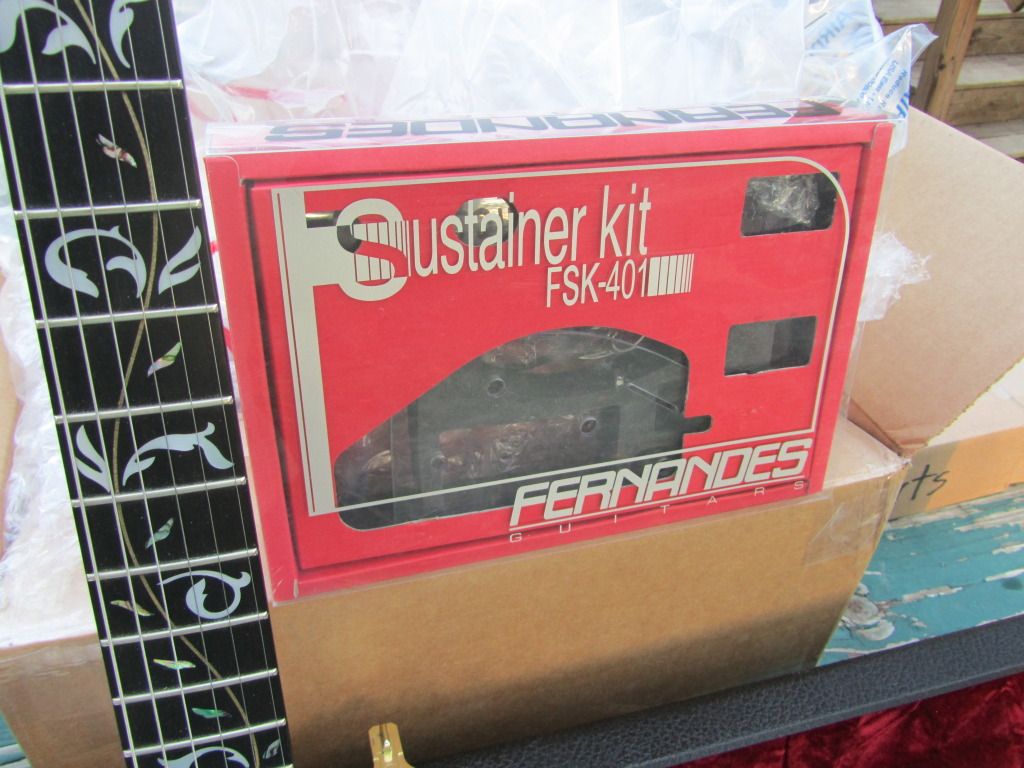 FERNANDES
Sustainer kit
FSK-401
FERNANDES
GUITARS